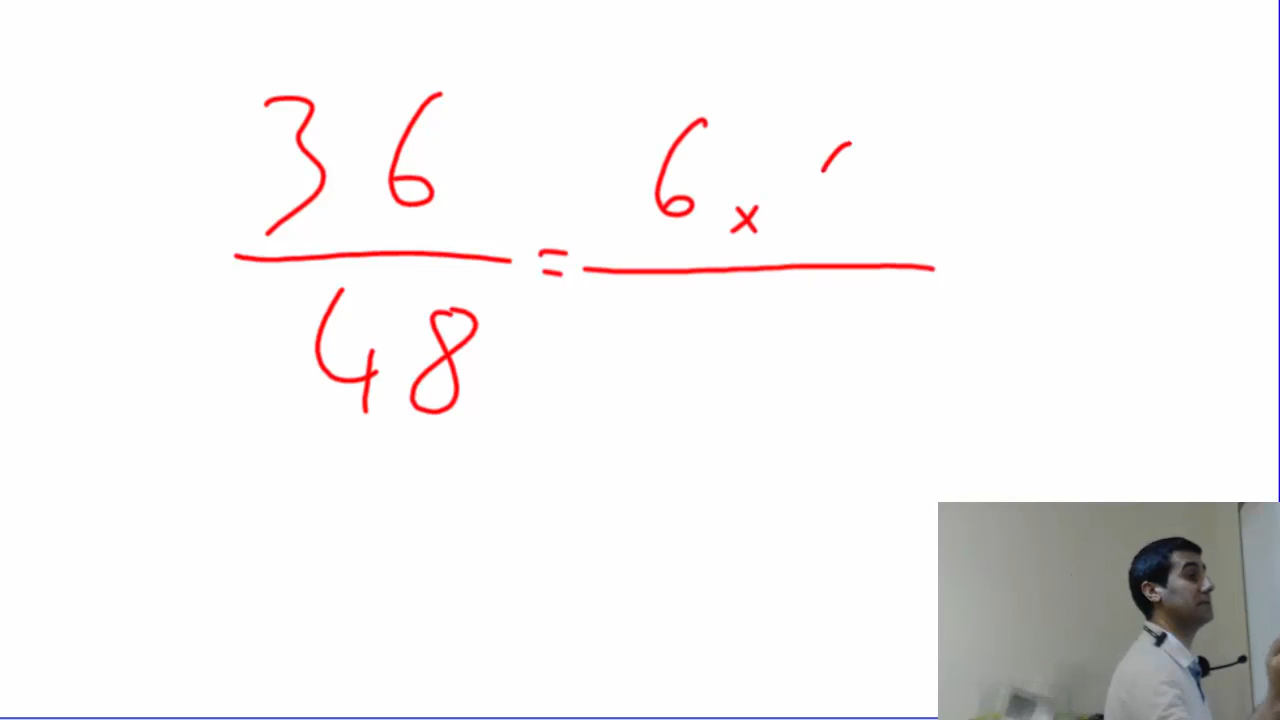 36/48 = 6 ×